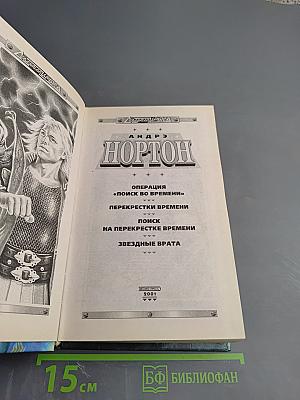 АНДРЭ
НОРТОН
ОПЕРАЦИЯ
«ПОИСК ВО ВРЕМЕНИ»
ПЕРЕКРЕСТКИ ВРЕМЕНИ
ПОИСК
НА ПЕРЕКРЕСТКЕ ВРЕМЕНИ
ЗВЕЗДНЫЕ ВРАТА
2001
15 см
БФ БИБЛИОФАН